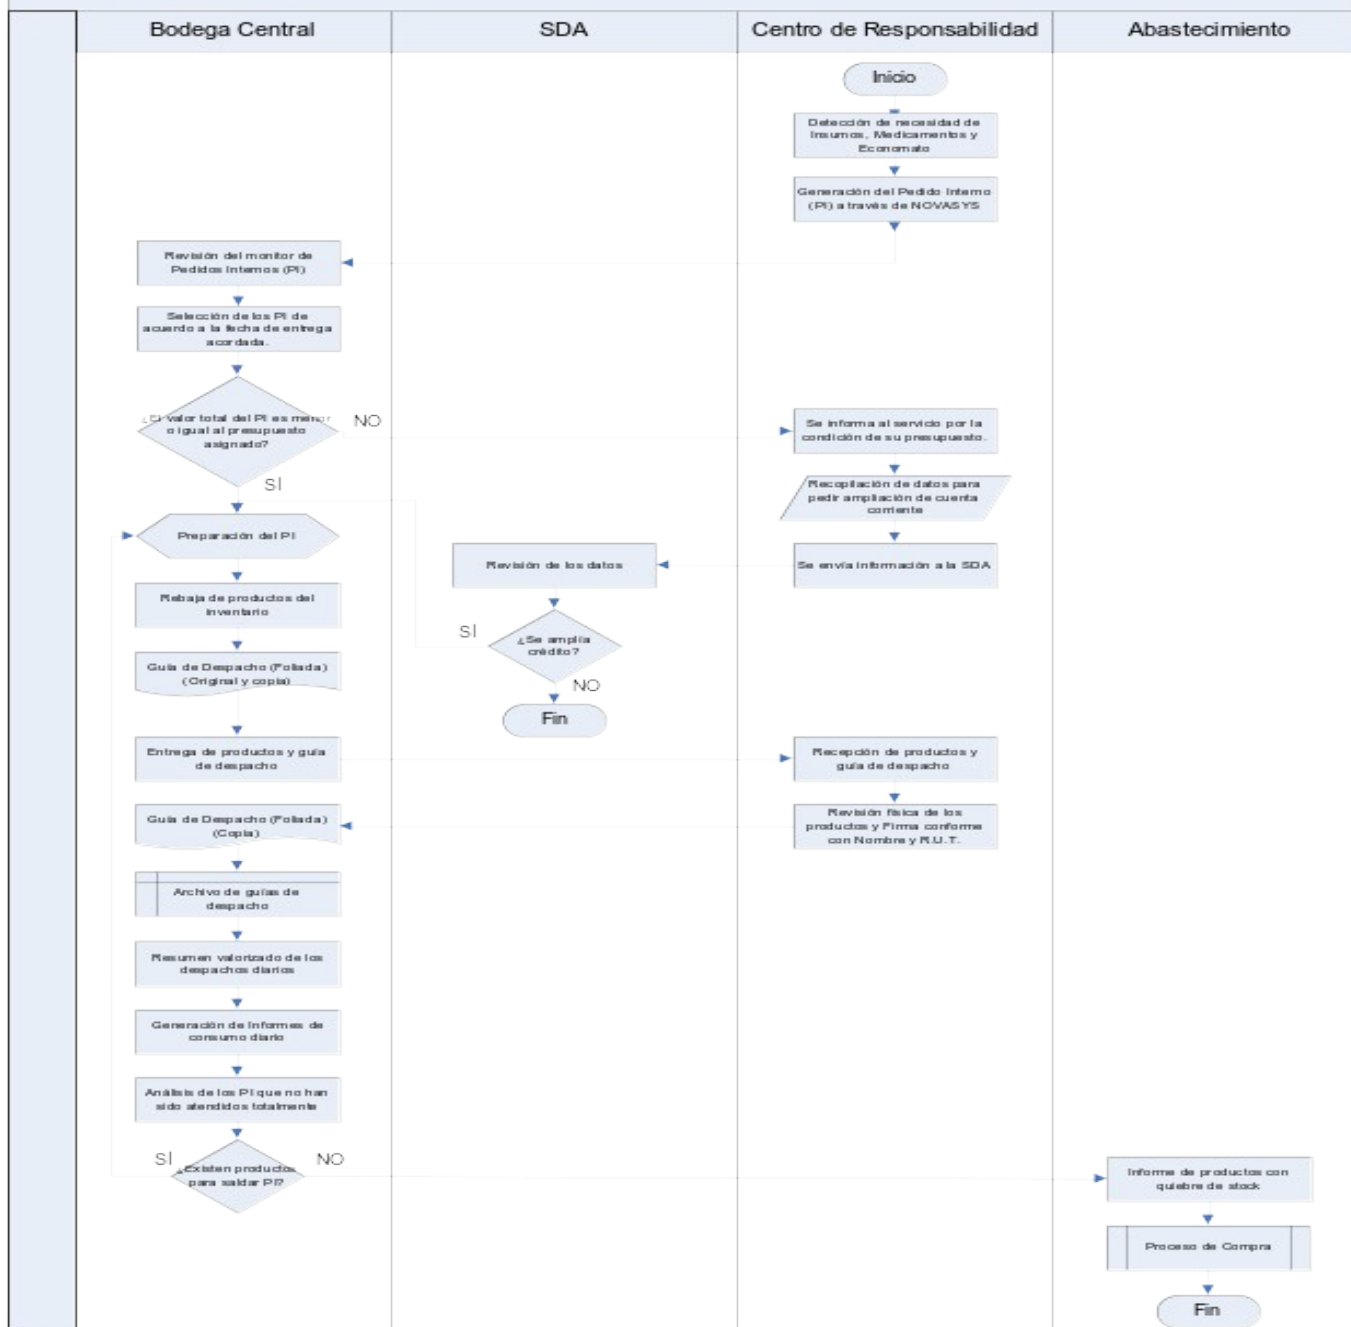 Bodega Central
SDA
Centro de Responsabilidad
Abastecimiento
Inicio
Detección de necesidad de
Insumos, Medicamentos y
Economato
Generación del Pedido Interno
(PI) a través de NOVASYS
Revisión del monitor de
Pedidos Internos (PI)
Selección de los PI de
acuerdo a la fecha de entrega
acordada.
¿El valor total del PI es menor
o igual al presupuesto
asignado?
NO
SÍ
Se informa al servicio por la
condición de su presupuesto.
Recopilación de datos para
pedir ampliación de cuenta
corriente
Se envía información a la SDA
Revisión de los datos
¿Se amplía
crédito?
SÍ
NO
Fin
Preparación del PI
Rebaja de productos del
inventario
Guía de Despacho (Foliada)
(Original y copia)
Entrega de productos y guía
de despacho
Recepción de productos y
guía de despacho
Revisión física de los
productos y Firma conforme
con Nombre y R.U.T.
Guía de Despacho (Foliada)
(Copia)
Archivo de guías de
despacho
Resumen valorizado de los
despachos diarios
Generación de Informes de
consumo diario
Análisis de los PI que no han
sido atendidos totalmente
¿Existen productos
para saldar PI?
SÍ
NO
Informe de productos con
quiebre de stock
Proceso de Compra
Fin